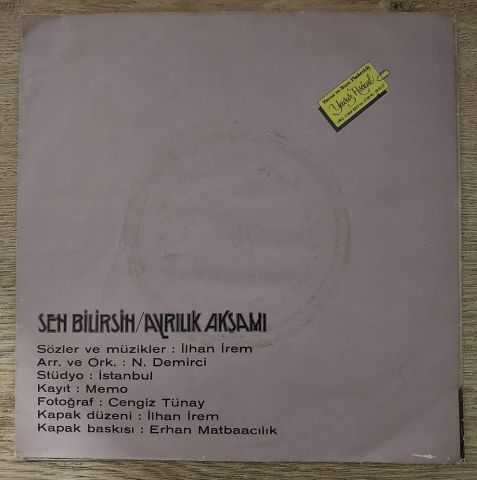 SEN BİLİRSİN/AYRILIK AKSAMI
Sözler ve müzikler : İlhan İrem
Arr. ve Ork. : N. Demirci
Stüdyo : İstanbul
Kayıt : Memo
Fotoğraf : Cengiz Tünay
Kapak düzeni : İlhan İrem
Kapak baskısı : Erhan Matbaacılık